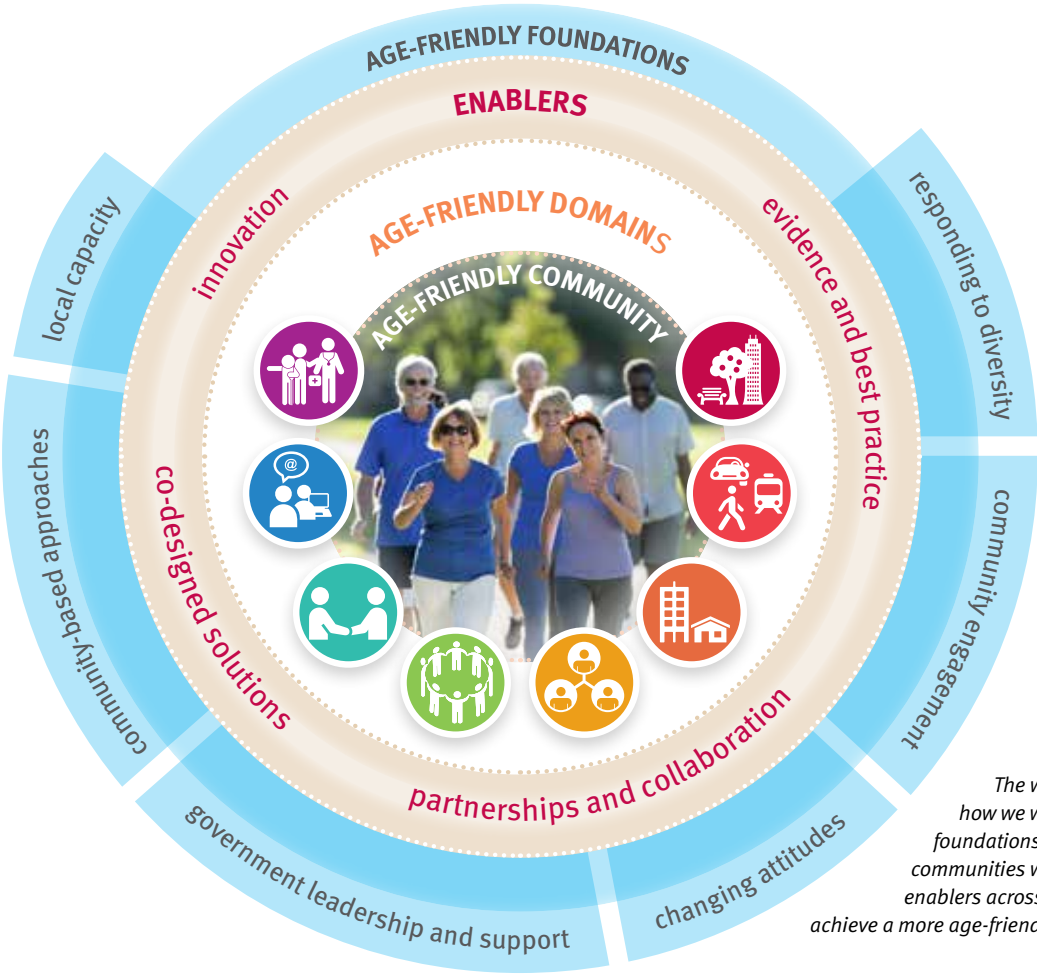 AGE-FRIENDLY FOUNDATIONS
ENABLERS
AGE-FRIENDLY DOMAINS
AGE-FRIENDLY COMMUNITY
innovation
evidence and best practice
co-designed solutions
partnerships and collaboration
local capacity
responding to diversity
community-based approaches
community engagement
government leadership and support
changing attitudes
@
The
how we
foundations
communities
enablers across
achieve a more